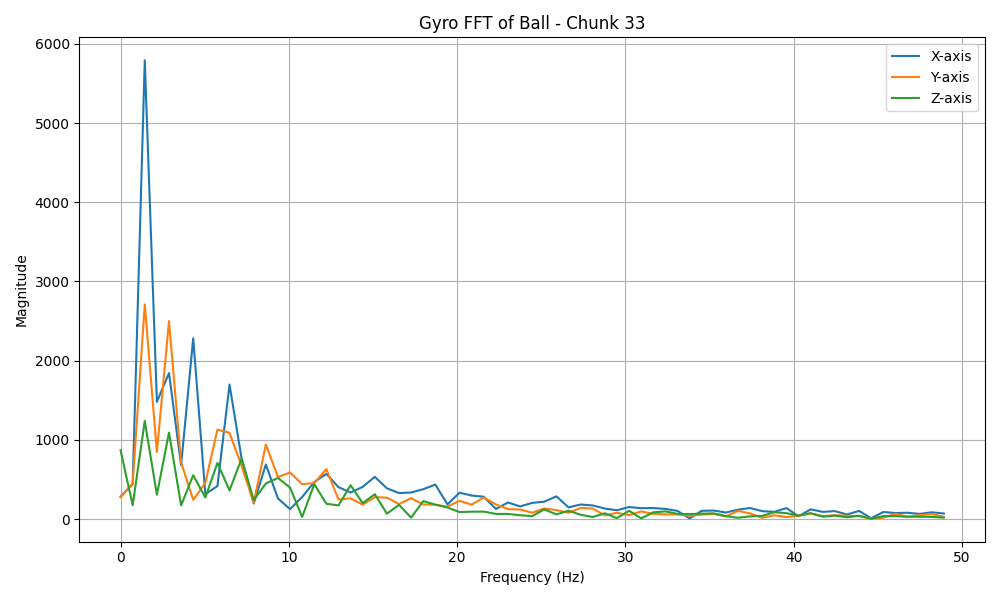 Gyro FFT of Ball - Chunk 33
X-axis
Y-axis
Z-axis
6000
5000
4000
3000
2000
1000
0
Magnitude
0 10 20 30 40 50
Frequency (Hz)